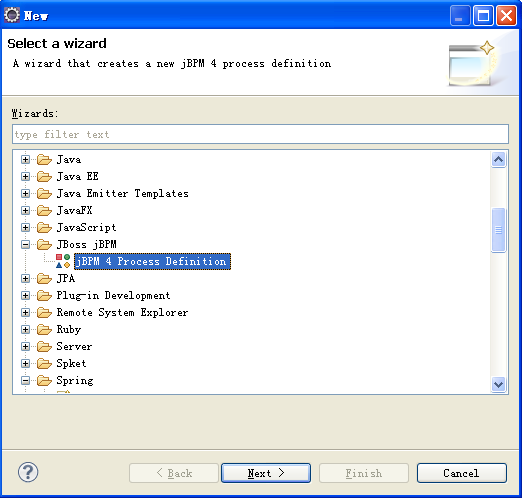 New
Select a wizard
A wizard that creates a new jBPM 4 process definition
Wizards:
type filter text
Java
Java EE
Java Emitter Templates
JavaFX
JavaScript
JBoss jBPM
jBPM 4 Process Definition
JPA
Plug-in Development
Remote System Explorer
Ruby
Server
Spket
Spring
?
< Back
Next >
Finish
Cancel